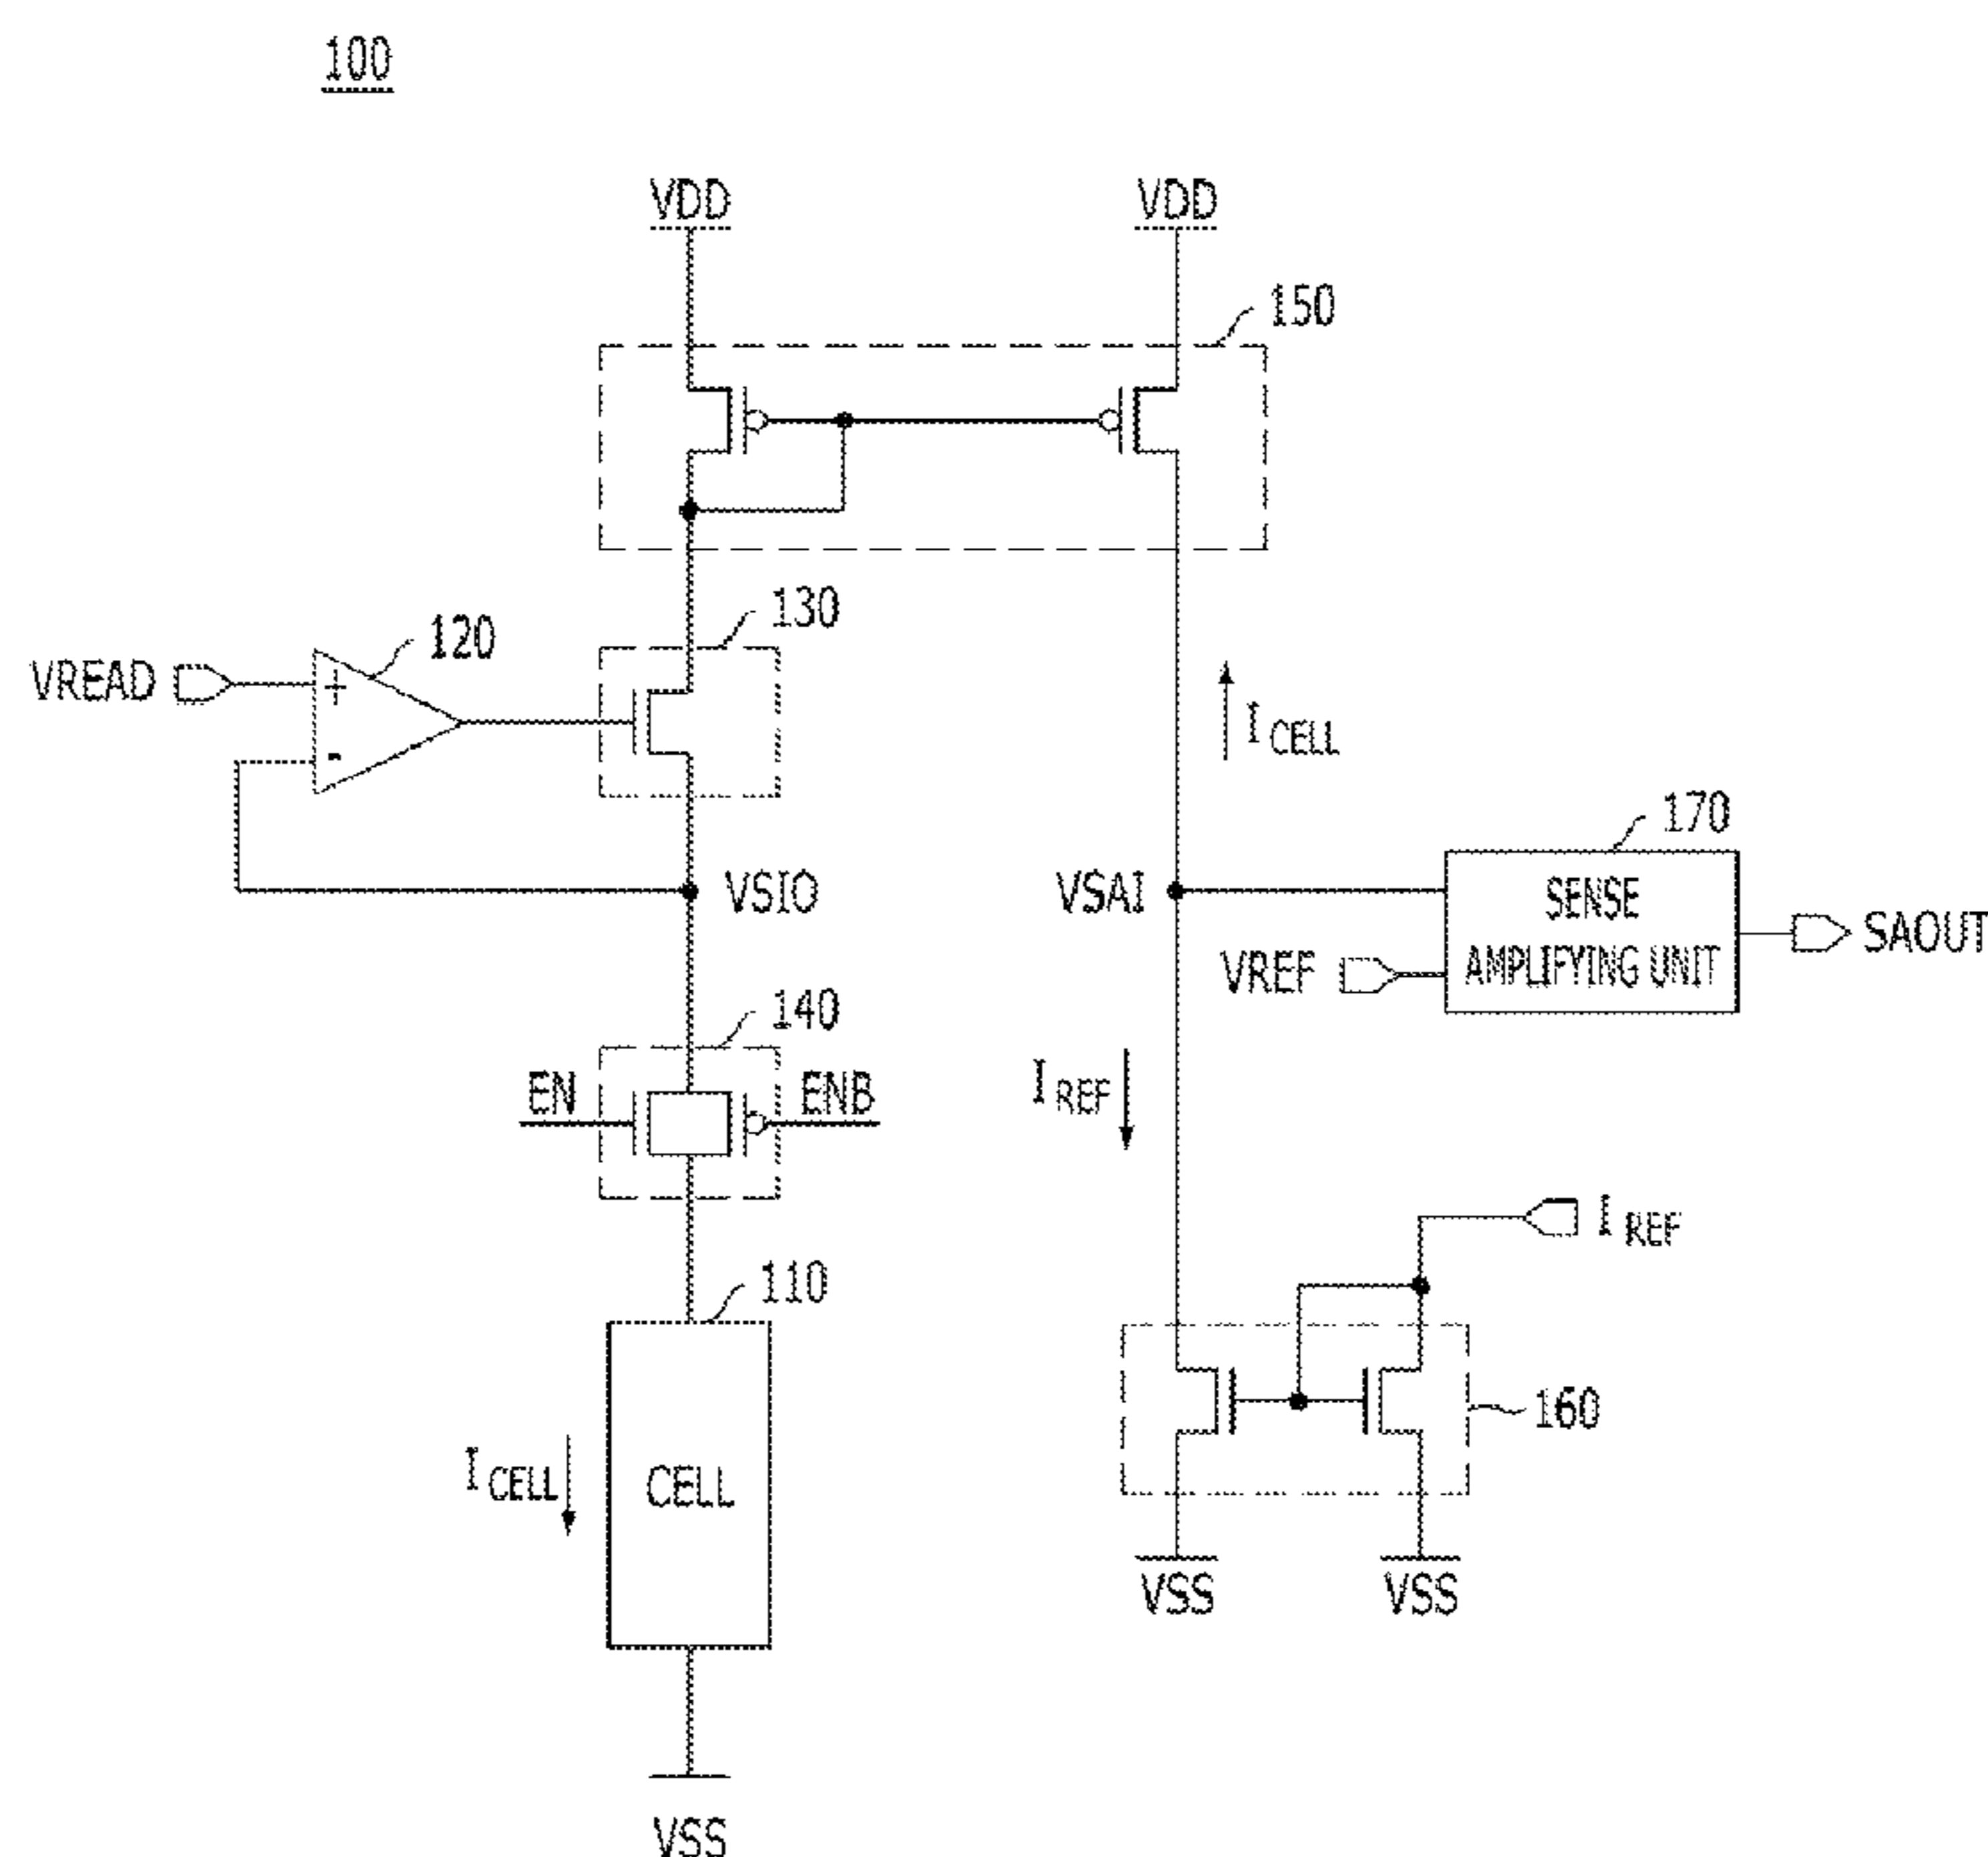 100
VDD
VDD
150
130
120
VREAD
+
-
I CELL
170
VSIO
VSAI
SENSE
AMPLIFYING UNIT
SAOUT
VREF
140
EN
ENB
I REF
I REF
110
160
I CELL
CELL
VSS
VSS
VSS